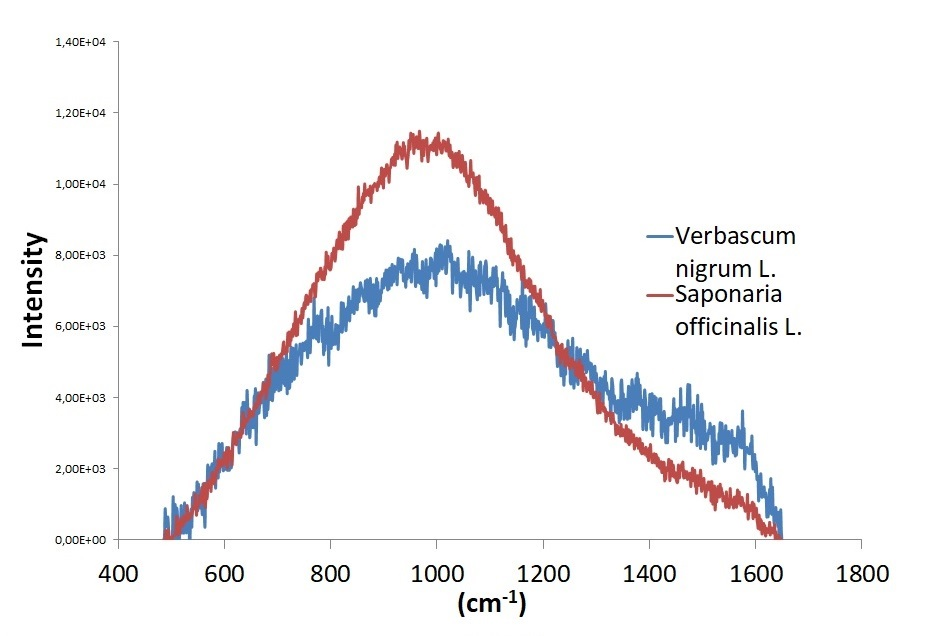 1,40E+04
1,20E+04
1,00E+04
8,00E+03
6,00E+03
4,00E+03
2,00E+03
0,00E+00
Intensity
Verbascum
nigrum L.
Saponaria
officinalis L.
400 600 800 1000 1200 1400 1600 1800
(cm⁻¹)